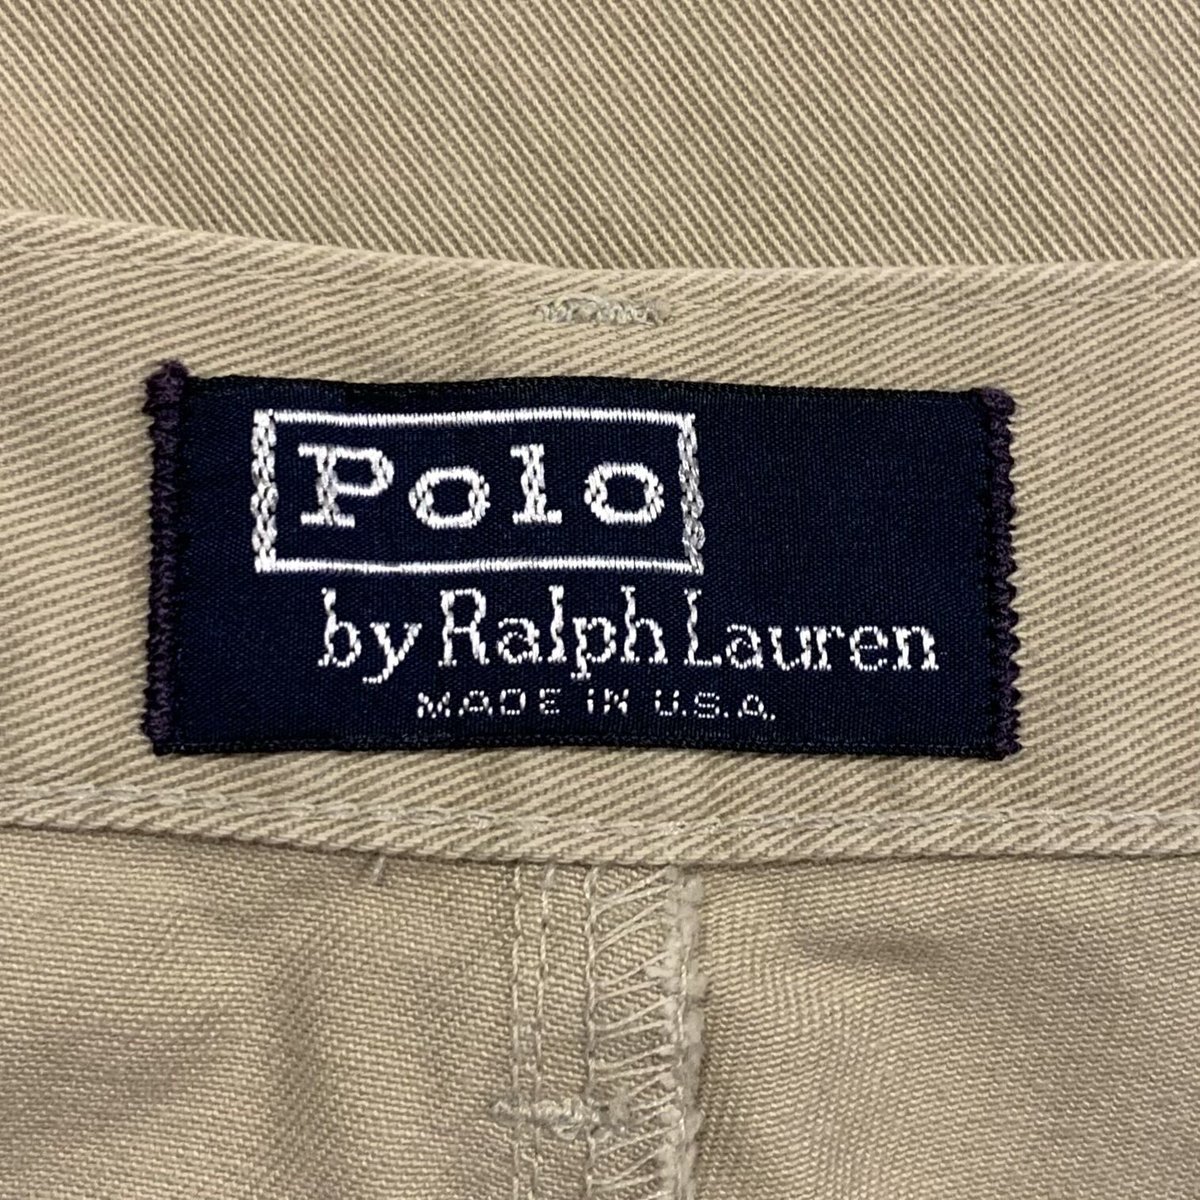 Polo
by Ralph Lauren
MADE IN U.S.A.